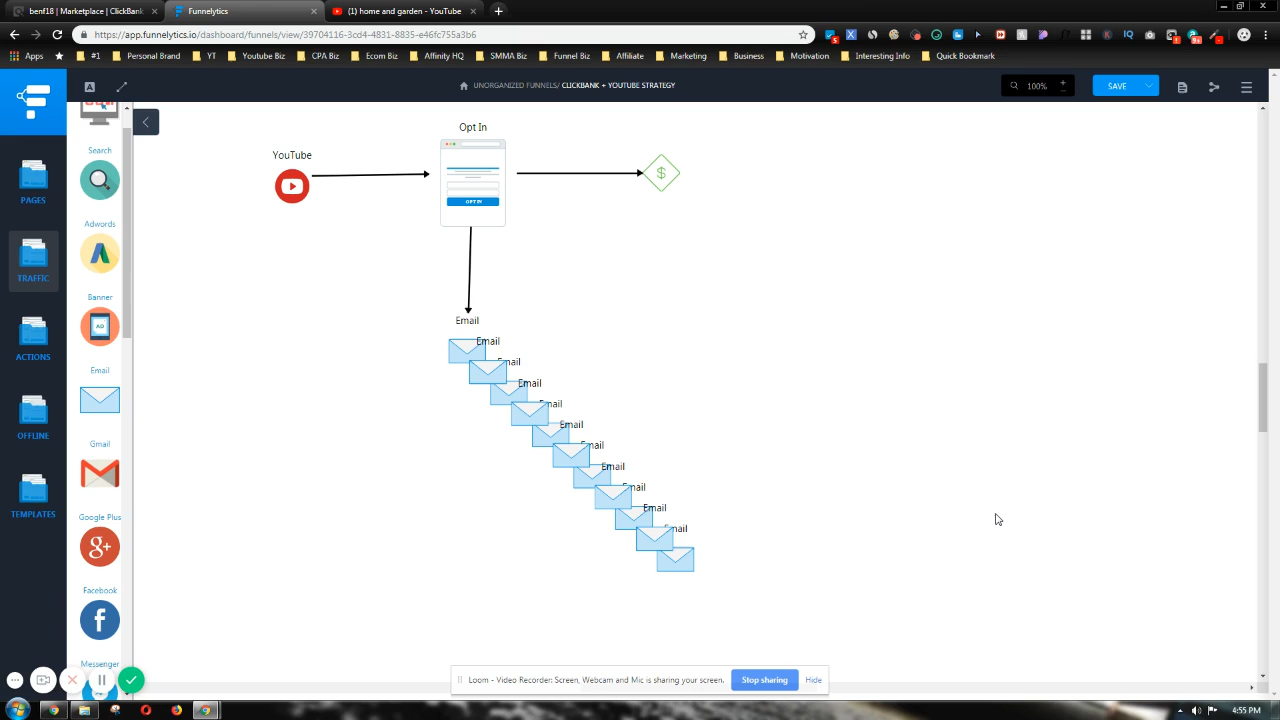 benf18 | Marketplace | ClickBank
Funnelytics
(1) home and garden - YouTube
https://app.funnelytics.io/dashboard/funnels/view/39704116-3cd4-4831-8835-e46fc755a3b6
Apps
#1
Personal Brand
YT
Youtube Biz
CPA Biz
Ecom Biz
Affinity HQ
SMMA Biz
Funnel Biz
Affiliate
Marketing
Business
Motivation
Interesting Info
Quick Bookmark
A
UNORGANIZED FUNNELS/ CLICKBANK + YOUTUBE STRATEGY
100%
SAVE
PAGES
TRAFFIC
ACTIONS
OFFLINE
TEMPLATES
Search
Adwords
Banner
AD
Email
Gmail
Google Plus
g+
Facebook
f
Messenger
YouTube
Opt In
OPT IN
$
Email
Email
Email
Email
Email
Email
Email
Email
Email
Email
Email
Loom - Video Recorder: Screen, Webcam and Mic is sharing your screen.
Stop sharing
Hide
4:55 PM